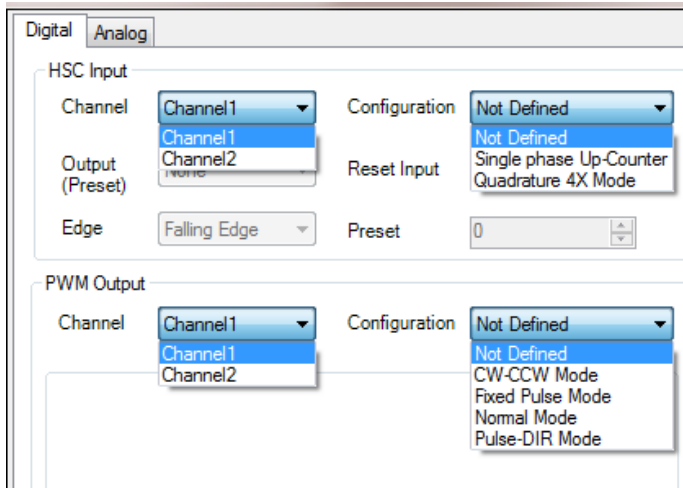 Digital Analog
HSC Input
Channel Channel1 Configuration Not Defined
Channel1 Not Defined
Channel2 Single phase Up-Counter
Quadrature 4X Mode
Output
(Preset) None Reset Input
Edge Falling Edge Preset 0
PWM Output
Channel Channel1 Configuration Not Defined
Channel1 Not Defined
Channel2 CW-CCW Mode
Fixed Pulse Mode
Normal Mode
Pulse-DIR Mode